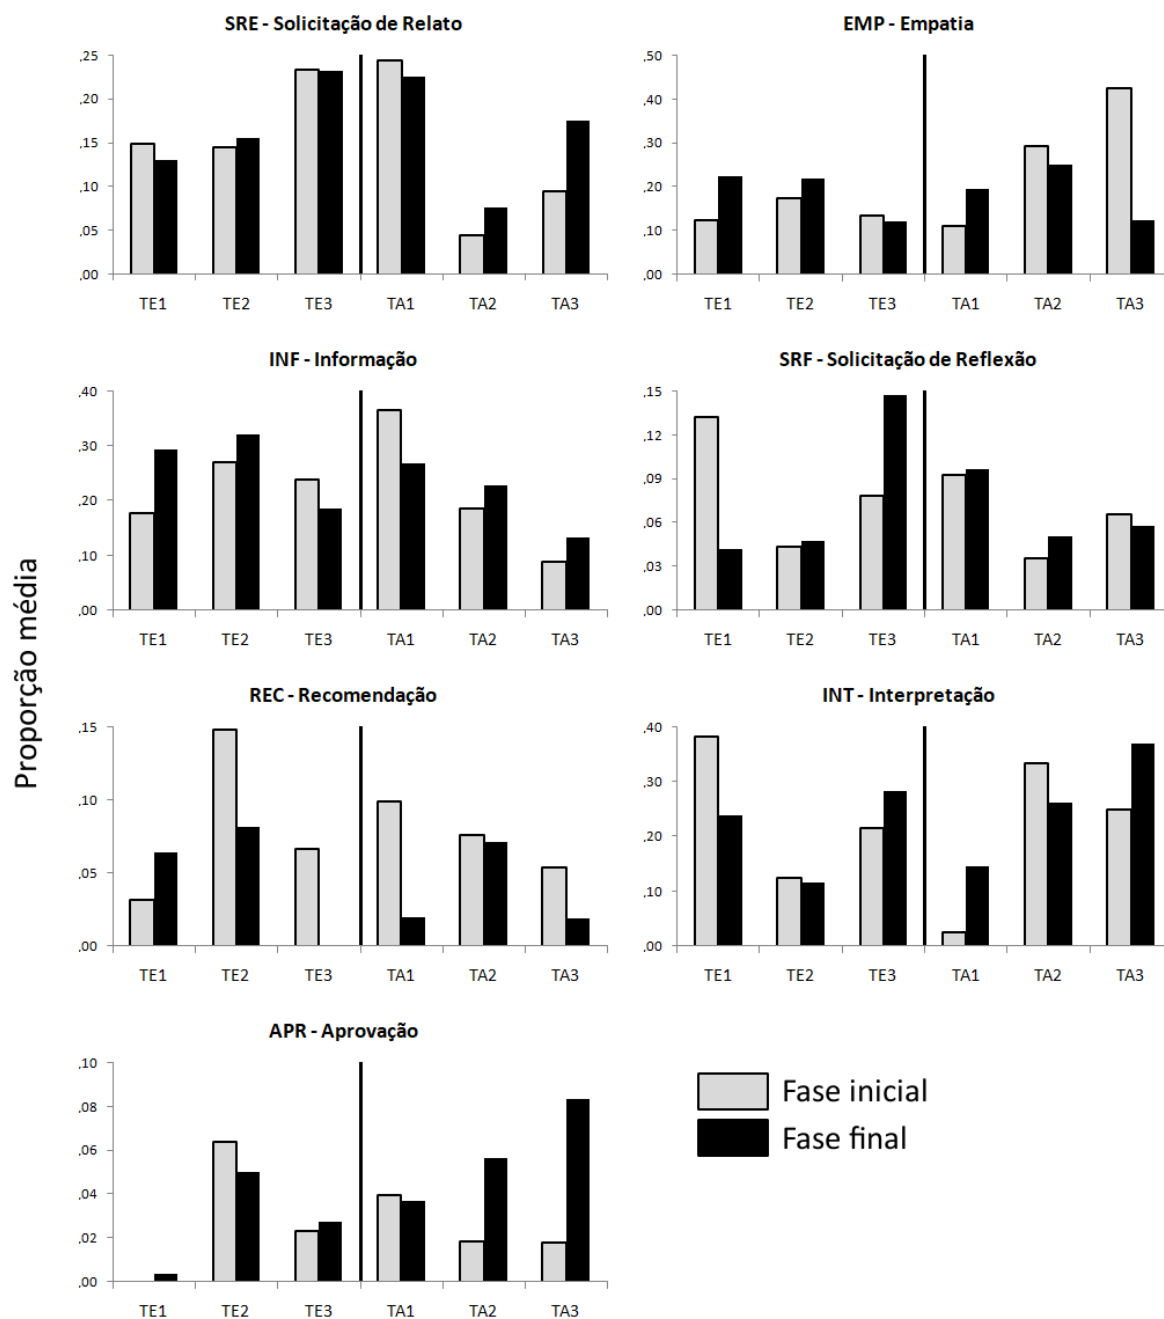 SRE - Solicitação de Relato
,25
,20
,15
,10
,05
,00
TE1 TE2 TE3 TA1 TA2 TA3
EMP - Empatia
,50
,40
,30
,20
,10
,00
TE1 TE2 TE3 TA1 TA2 TA3
INF - Informação
,40
,30
,20
,10
,00
TE1 TE2 TE3 TA1 TA2 TA3
SRF - Solicitação de Reflexão
,15
,12
,09
,06
,03
,00
TE1 TE2 TE3 TA1 TA2 TA3
Proporção média
REC - Recomendação
,15
,10
,05
,00
TE1 TE2 TE3 TA1 TA2 TA3
INT - Interpretação
,40
,30
,20
,10
,00
TE1 TE2 TE3 TA1 TA2 TA3
APR - Aprovação
,10
,08
,06
,04
,02
,00
TE1 TE2 TE3 TA1 TA2 TA3
Fase inicial
Fase final